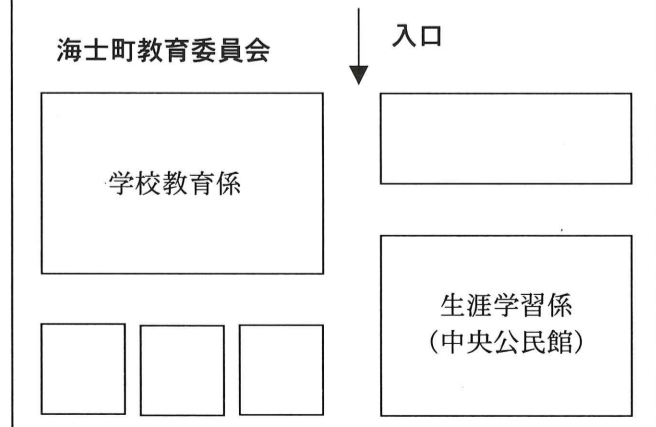 海士町教育委員会
入口
学校教育係
生涯学習係
（中央公民館）